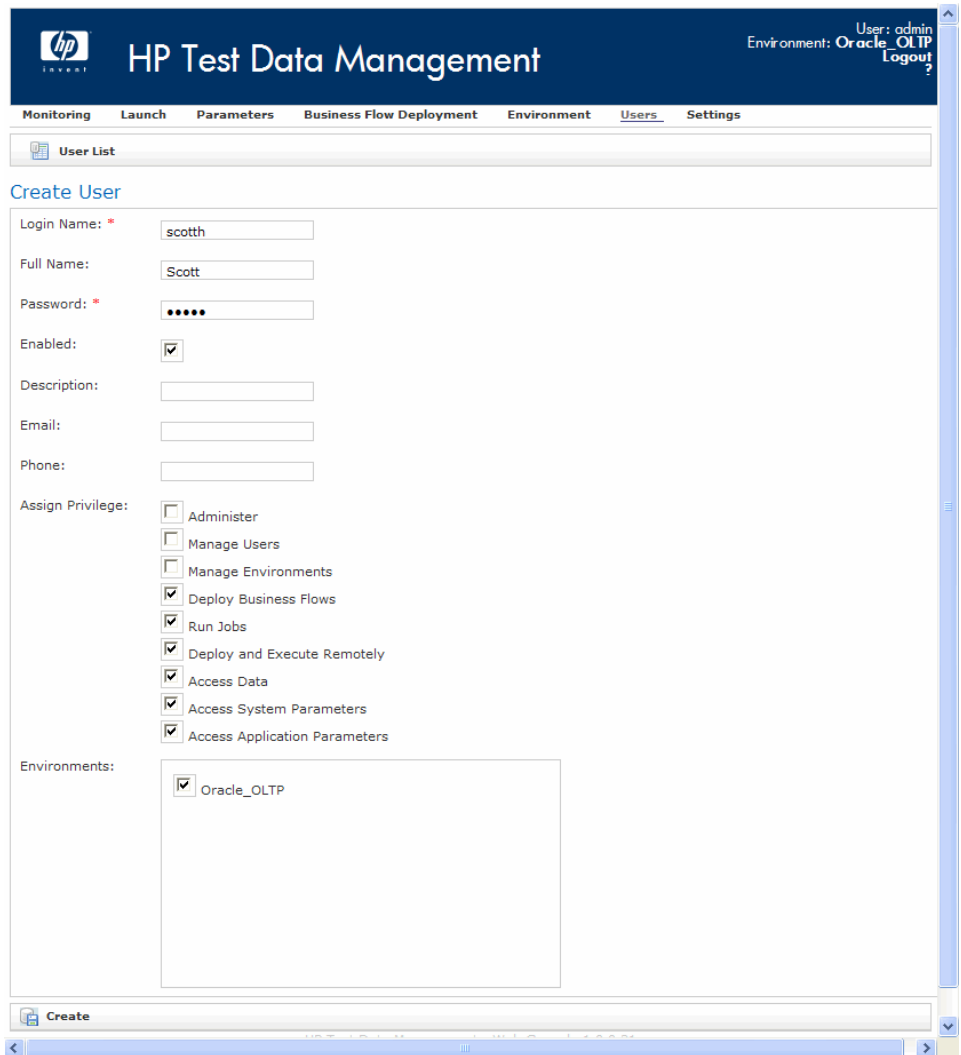 User: admin
Environment: Oracle_OLTP
Logout
?
hp
invent
HP Test Data Management
Monitoring Launch Parameters Business Flow Deployment Environment Users Settings
User List
Create User
Login Name: * scotth
Full Name: Scott
Password: * •••••
Enabled:
Description:
Email:
Phone:
Assign Privilege:
Administer
Manage Users
Manage Environments
Deploy Business Flows
Run Jobs
Deploy and Execute Remotely
Access Data
Access System Parameters
Access Application Parameters
Environments:
Oracle_OLTP
Create